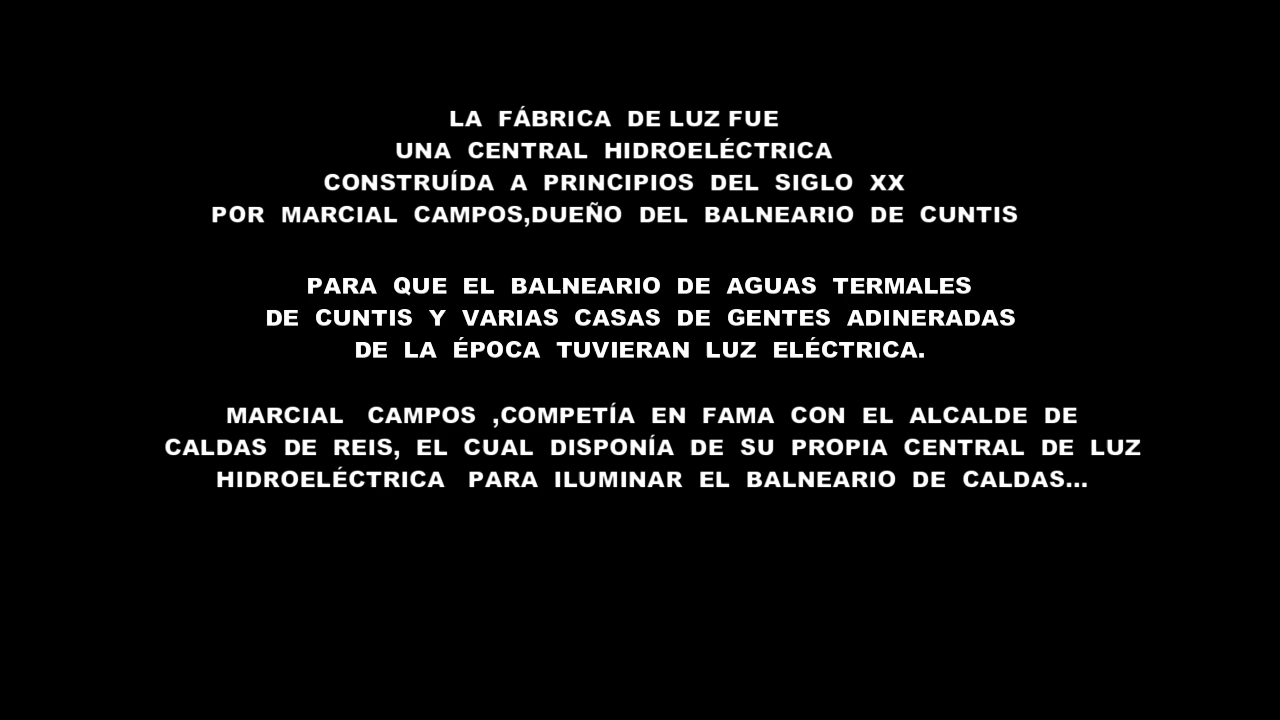 LA FÁBRICA DE LUZ FUE
UNA CENTRAL HIDROELÉCTRICA
CONSTRUÍDA A PRINCIPIOS DEL SIGLO XX
POR MARCIAL CAMPOS,DUEÑO DEL BALNEARIO DE CUNTIS
PARA QUE EL BALNEARIO DE AGUAS TERMALES
DE CUNTIS Y VARIAS CASAS DE GENTES ADINERADAS
DE LA ÉPOCA TUVIERAN LUZ ELÉCTRICA.
MARCIAL CAMPOS ,COMPETÍA EN FAMA CON EL ALCALDE DE
CALDAS DE REIS, EL CUAL DISPONÍA DE SU PROPIA CENTRAL DE LUZ
HIDROELÉCTRICA PARA ILUMINAR EL BALNEARIO DE CALDAS...